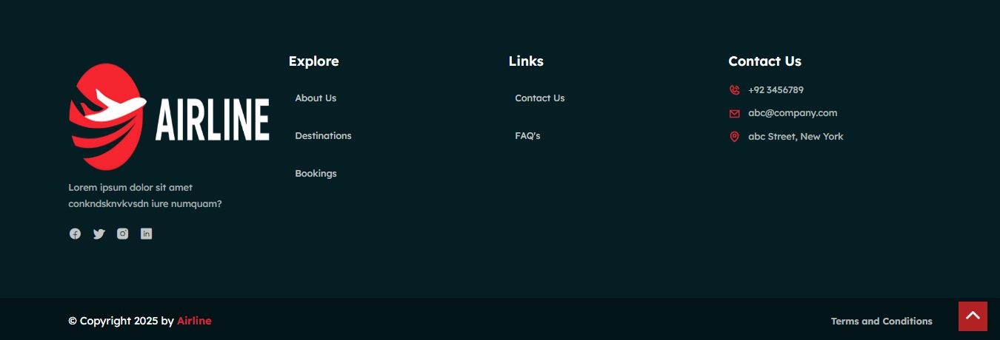 AIRLINE
Lorem ipsum dolor sit amet
conkndsknvkvsdn iure numquam?
Explore
About Us
Destinations
Bookings
Links
Contact Us
FAQ's
Contact Us
+92 3456789
abc@company.com
abc Street, New York
© Copyright 2025 by Airline
Terms and Conditions